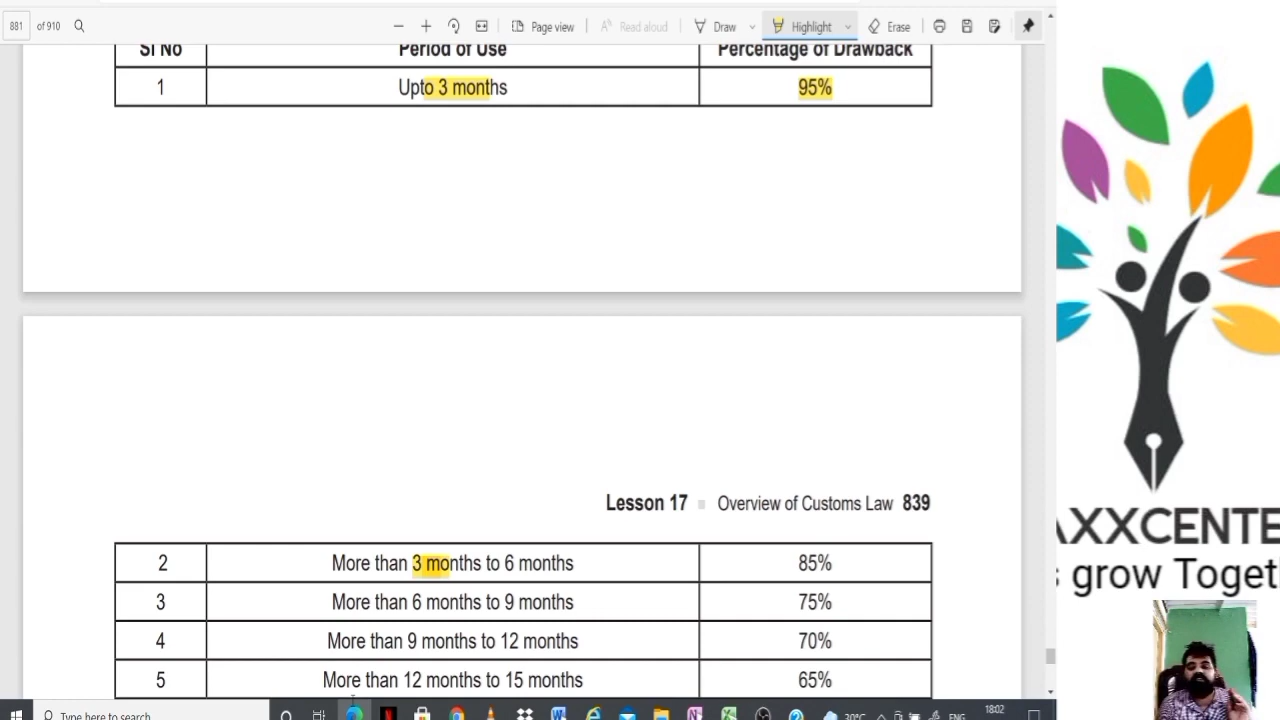 881 of 910 Page view Read aloud Draw Highlight Erase
Sl No Period of Use Percentage of Drawback
1 Upto 3 months 95%
Lesson 17 Overview of Customs Law 839
2 More than 3 months to 6 months 85%
3 More than 6 months to 9 months 75%
4 More than 9 months to 12 months 70%
5 More than 12 months to 15 months 65%
AXXCENTE
s grow Togeth
Type here to search 30°C ENG 18:02